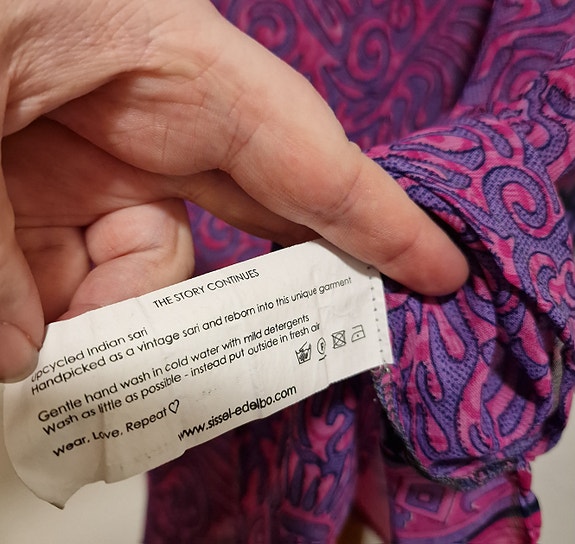 THE STORY CONTINUES
upcycled Indian sari
Handpicked as a vintage sari and reborn into this unique garment
Gentle hand wash in cold water with mild detergents
Wash as little as possible - instead put outside in fresh air
Wear, Love, Repeat♡
www.sissel-edelbo.com